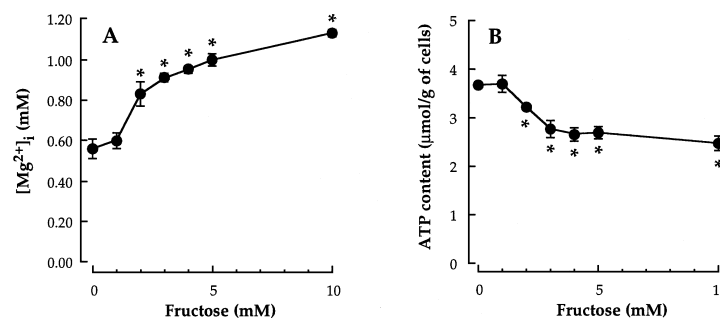 A
[Mg2+]i (mM)
1.20
1.00
0.80
0.60
0.40
0.20
0.00
* * * * *
0 5 10
Fructose (mM)
B
ATP content (μmol/g of cells)
5
4
3
2
1
0
* * * * *
0 5 1
Fructose (mM)